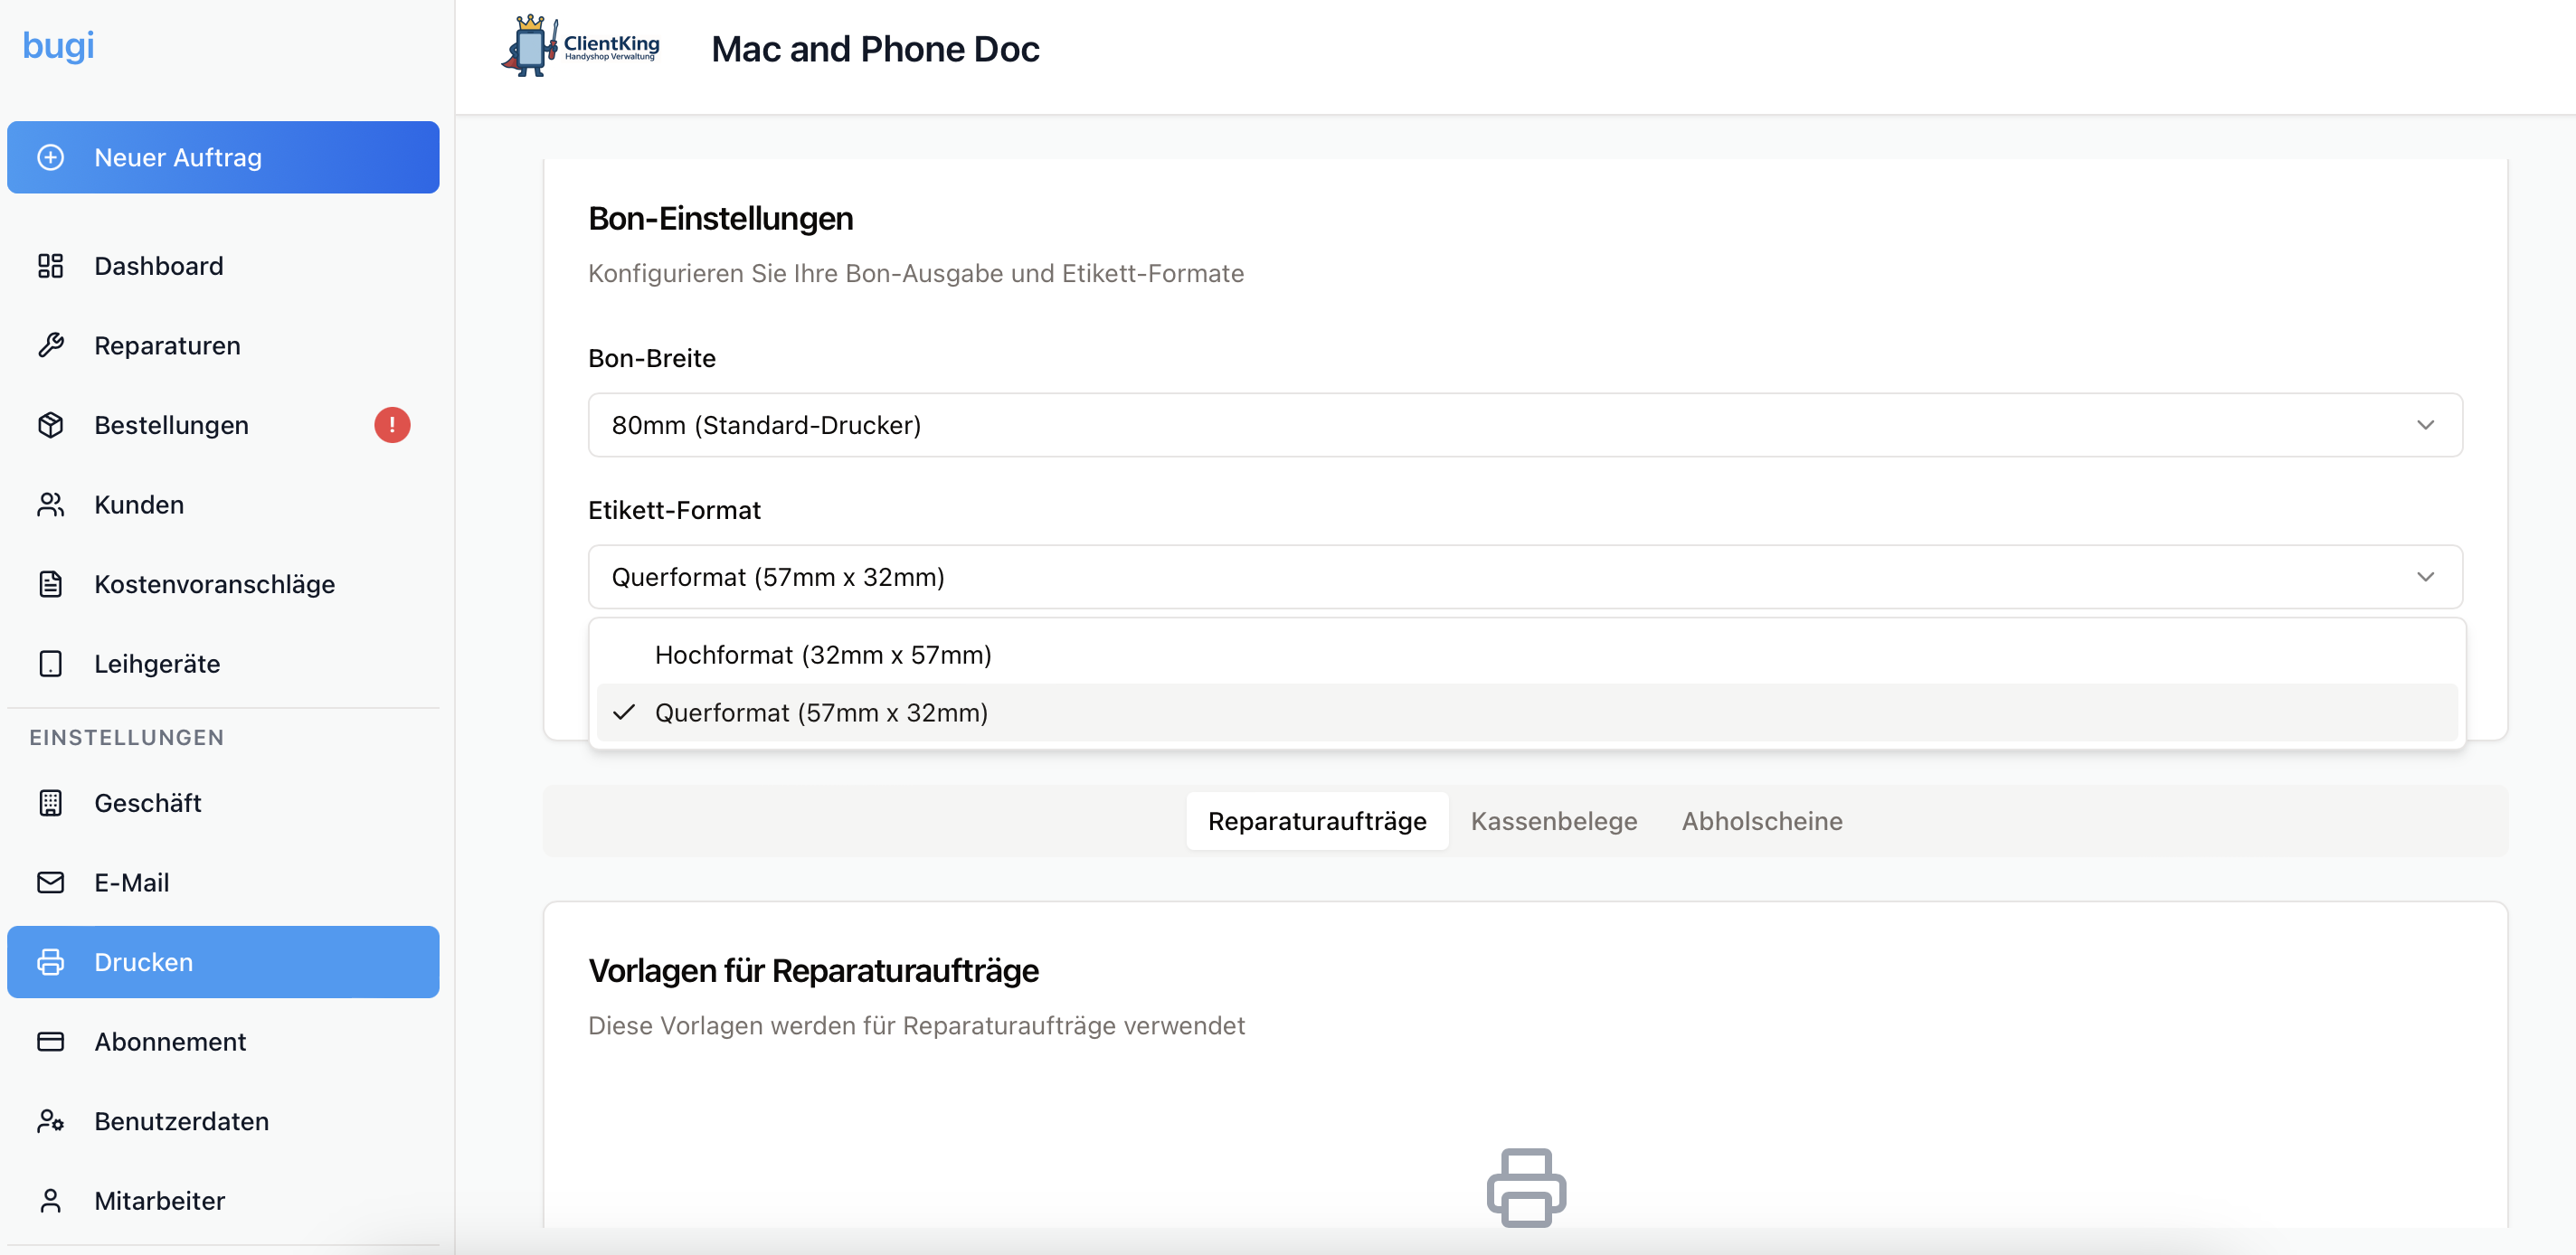 bugi
Neuer Auftrag
Dashboard
Reparaturen
Bestellungen !
Kunden
Kostenvoranschläge
Leihgeräte
EINSTELLUNGEN
Geschäft
E-Mail
Drucken
Abonnement
Benutzerdaten
Mitarbeiter
ClientKing
Handyshop Verwaltung
Mac and Phone Doc
Bon-Einstellungen
Konfigurieren Sie Ihre Bon-Ausgabe und Etikett-Formate
Bon-Breite
80mm (Standard-Drucker)
Etikett-Format
Querformat (57mm x 32mm)
Hochformat (32mm x 57mm)
Querformat (57mm x 32mm)
Reparaturaufträge Kassenbelege Abholscheine
Vorlagen für Reparaturaufträge
Diese Vorlagen werden für Reparaturaufträge verwendet